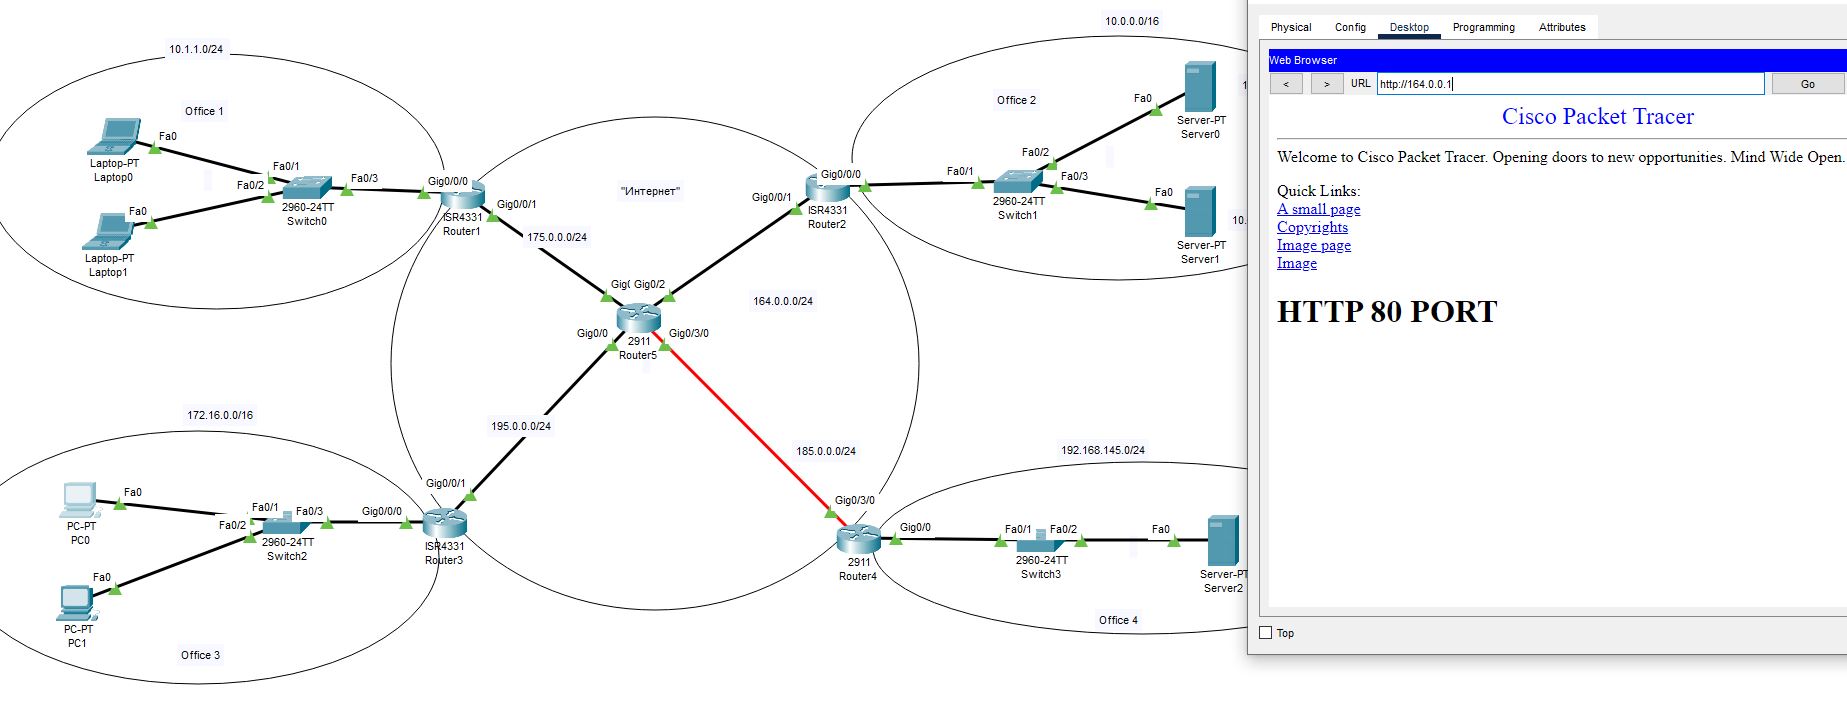 10.1.1.0/24
Office 1
Fa0
Laptop-PT
Laptop0
Fa0/1
Fa0/2
Fa0/3
2960-24TT
Switch0
Fa0
Laptop-PT
Laptop1
Gig0/0/0
Gig0/0/1
ISR4331
Router1
175.0.0.0/24
"Интернет"
10.0.0.0/16
Office 2
Gig0/0/0
Gig0/0/1
ISR4331
Router2
Fa0/1
Fa0/2
Fa0/3
2960-24TT
Switch1
Fa0
Server-PT
Server0
Fa0
Server-PT
Server1
10.
164.0.0.0/24
Gig0/2
Gig0/0
Gig0/3/0
2911
Router5
195.0.0.0/24
185.0.0.0/24
172.16.0.0/16
Fa0
PC-PT
PC0
Fa0/1
Fa0/2
Fa0/3
2960-24TT
Switch2
Gig0/0/0
Gig0/0/1
ISR4331
Router3
Fa0
PC-PT
PC1
Office 3
192.168.145.0/24
Gig0/3/0
Gig0/0
2911
Router4
Fa0/1
Fa0/2
2960-24TT
Switch3
Fa0
Server-PT
Server2
Office 4
Physical Config Desktop Programming Attributes
Web Browser
< > URL http://164.0.0.1 Go
Cisco Packet Tracer
Welcome to Cisco Packet Tracer. Opening doors to new opportunities. Mind Wide Open.
Quick Links:
A small page
Copyrights
Image page
Image
HTTP 80 PORT
Top